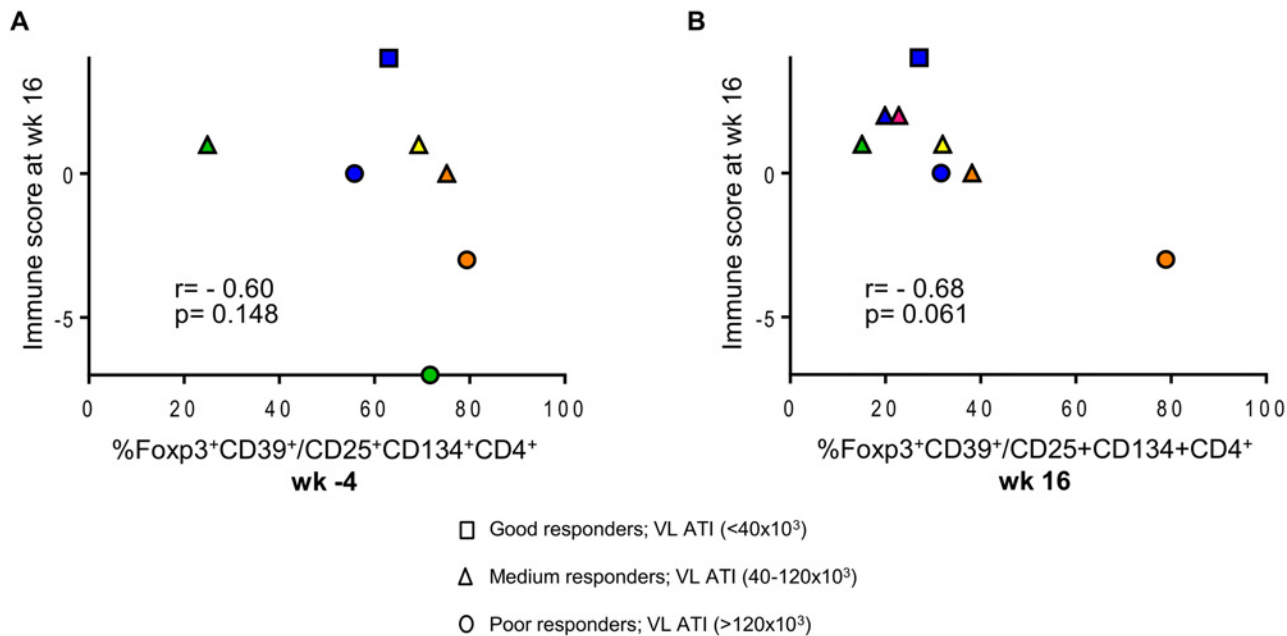 A
Immune score at wk 16
0
-5
r= - 0.60
p= 0.148
0 20 40 60 80 100
%Foxp3⁺CD39⁺/CD25⁺CD134⁺CD4⁺
wk -4
B
Immune score at wk 16
0
-5
r= - 0.68
p= 0.061
0 20 40 60 80 100
%Foxp3⁺CD39⁺/CD25+CD134+CD4⁺
wk 16
Good responders; VL ATI (<40x10³)
Medium responders; VL ATI (40-120x10³)
Poor responders; VL ATI (>120x10³)